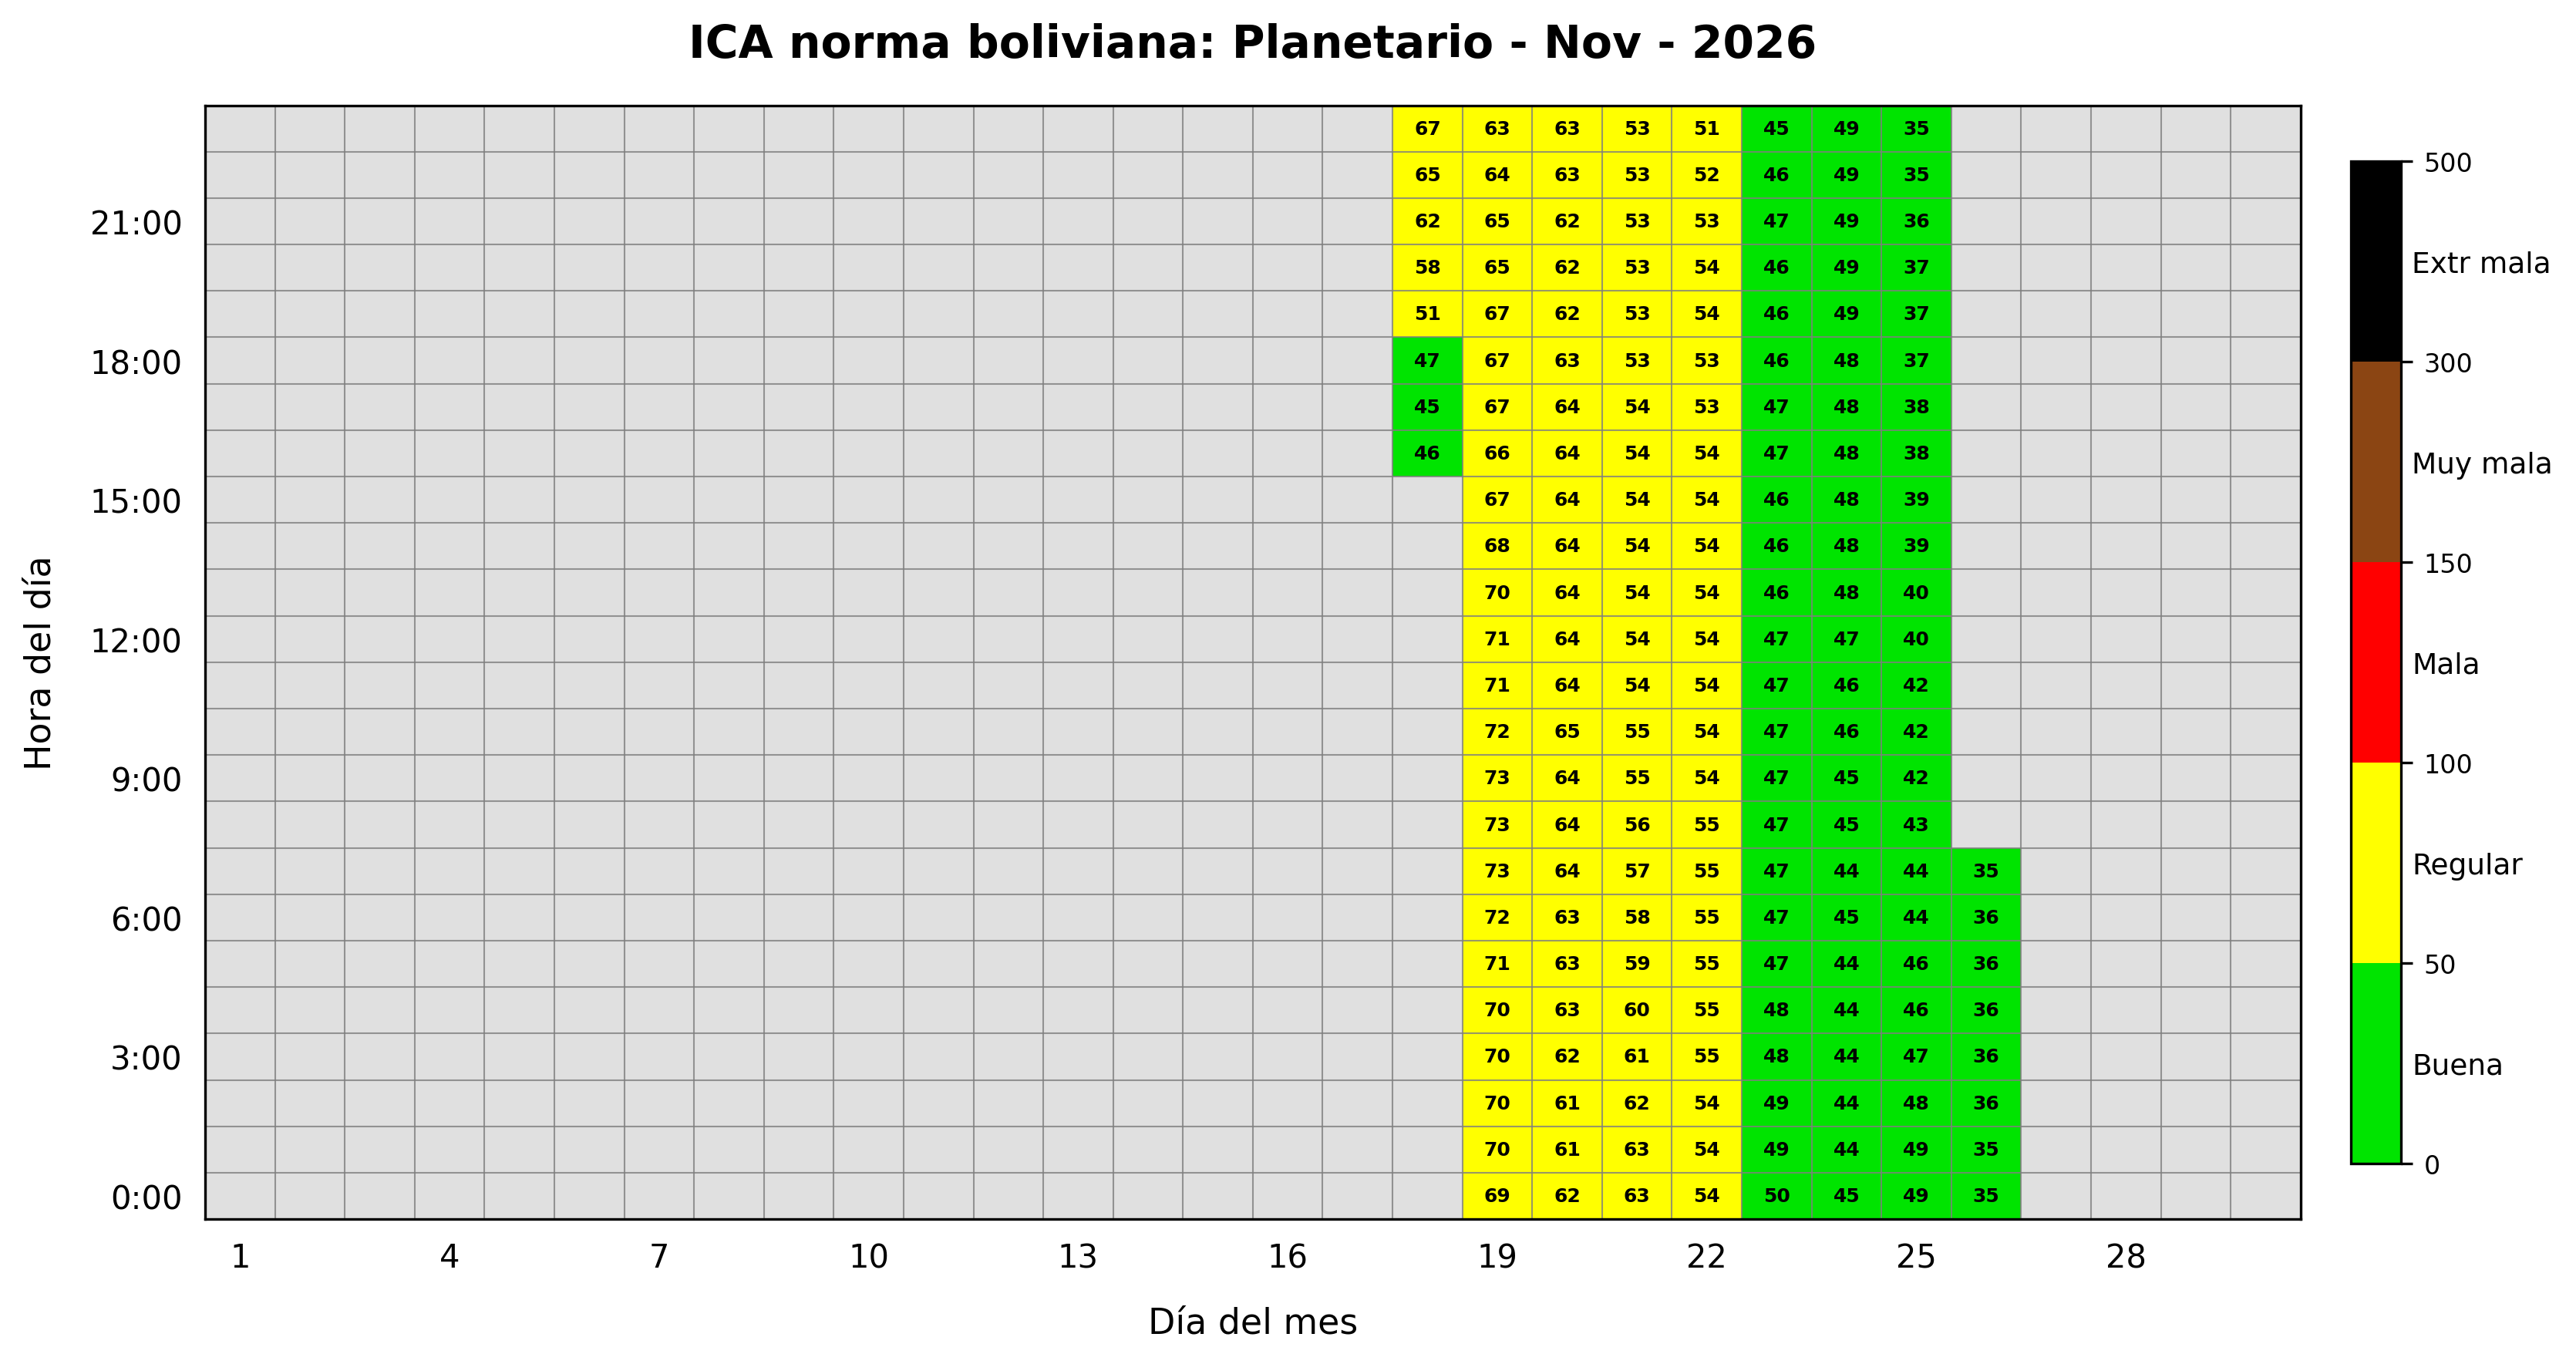 ICA norma boliviana: Planetario - Nov - 2026
67 63 63 53 51 45 49 35
65 64 63 53 52 46 49 35
21:00 62 65 62 53 53 47 49 36
58 65 62 53 54 46 49 37
51 67 62 53 54 46 49 37
18:00 47 67 63 53 53 46 48 37
45 67 64 54 53 47 48 38
46 66 64 54 54 47 48 38
15:00 67 64 54 54 46 48 39
68 64 54 54 46 48 39
70 64 54 54 46 48 40
12:00 71 64 54 54 47 47 40
71 64 54 54 47 46 42
72 65 55 54 47 46 42
9:00 73 64 55 54 47 45 42
73 64 56 55 47 45 43
73 64 57 55 47 44 44 35
6:00 72 63 58 55 47 45 44 36
71 63 59 55 47 44 46 36
70 63 60 55 48 44 46 36
3:00 70 62 61 55 48 44 47 36
70 61 62 54 49 44 48 36
70 61 63 54 49 44 49 35
0:00 69 62 63 54 50 45 49 35
1 4 7 10 13 16 19 22 25 28
Día del mes
Hora del día
500
Extr mala
300
Muy mala
150
Mala
100
Regular
50
Buena
0